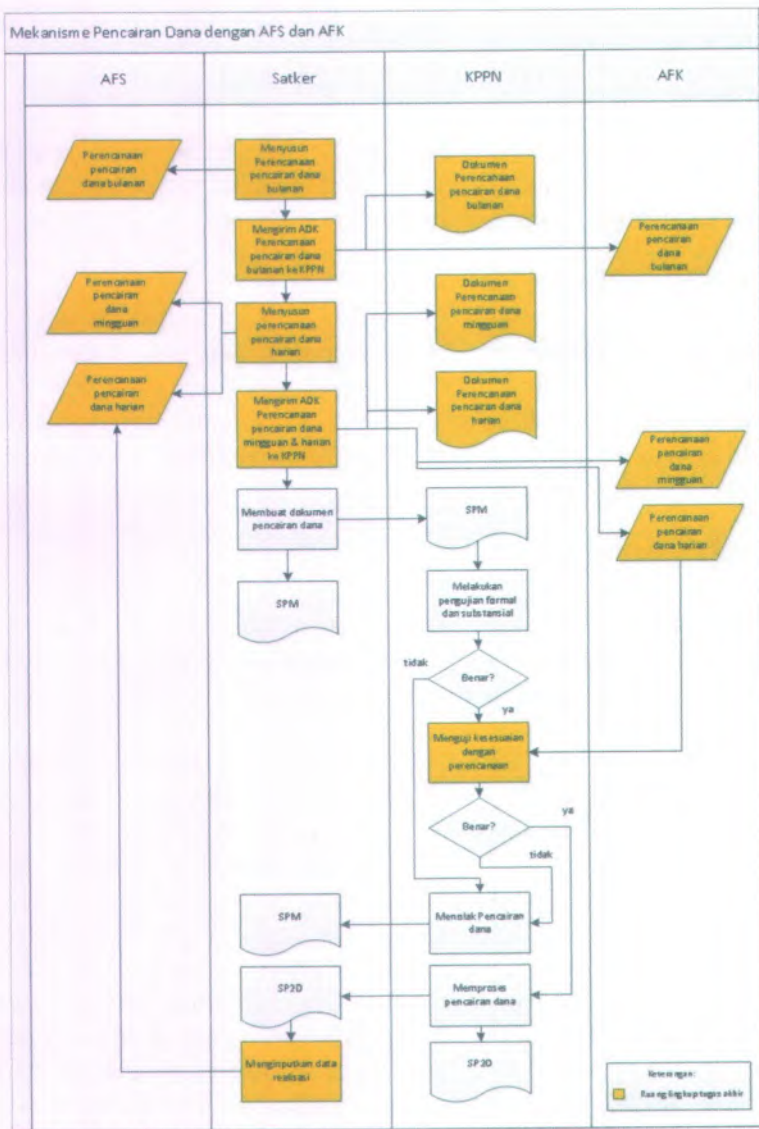 Mekanisme Pencairan Dana dengan AFS dan AFK
AFS
Satker
KPPN
AFK
Perencanaan
pencairan
dana bulanan
Menyusun
Perencanaan
pencairan dana
bulanan
Dokumen
Perencanaan
pencairan dana
bulanan
Mengirim ADK
Perencanaan
pencairan dana
bulanan ke KPPN
Perencanaan
pencairan
dana
bulanan
Perencanaan
pencairan
dana
mingguan
Menyusun
perencanaan
pencairan dana
harian
Dokumen
Perencanaan
pencairan dana
mingguan
Perencanaan
pencairan
dana harian
Mengirim ADK
Perencanaan
pencairan dana
mingguan & harian
ke KPPN
Dokumen
Perencanaan
pencairan dana
harian
Perencanaan
pencairan
dana
mingguan
Membuat dokumen
pencairan dana
SPM
Perencanaan
pencairan
dana harian
SPM
Melakukan
pengujian formal
dan substansial
tidak
Benar?
ya
Menguji kesesuaian
dengan
perencanaan
Benar?
ya
tidak
SPM
Menolak Pencairan
dana
SP2D
Memproses
pencairan dana
Menginputkan data
realisasi
SP2D
Keterangan:
Ruang lingkup tugas akhir